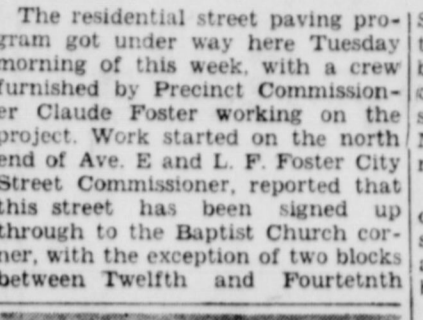 The residential street paving pro-
gram got under way here Tuesday
morning of this week, with a crew
furnished by Precinct Commission-
er Claude Foster working on the
project. Work started on the north
end of Ave. E and L. F. Foster City
Street Commissioner, reported that
this street has been signed up
through to the Baptist Church cor-
ner, with the exception of two blocks
between Twelfth and Fourtetnth